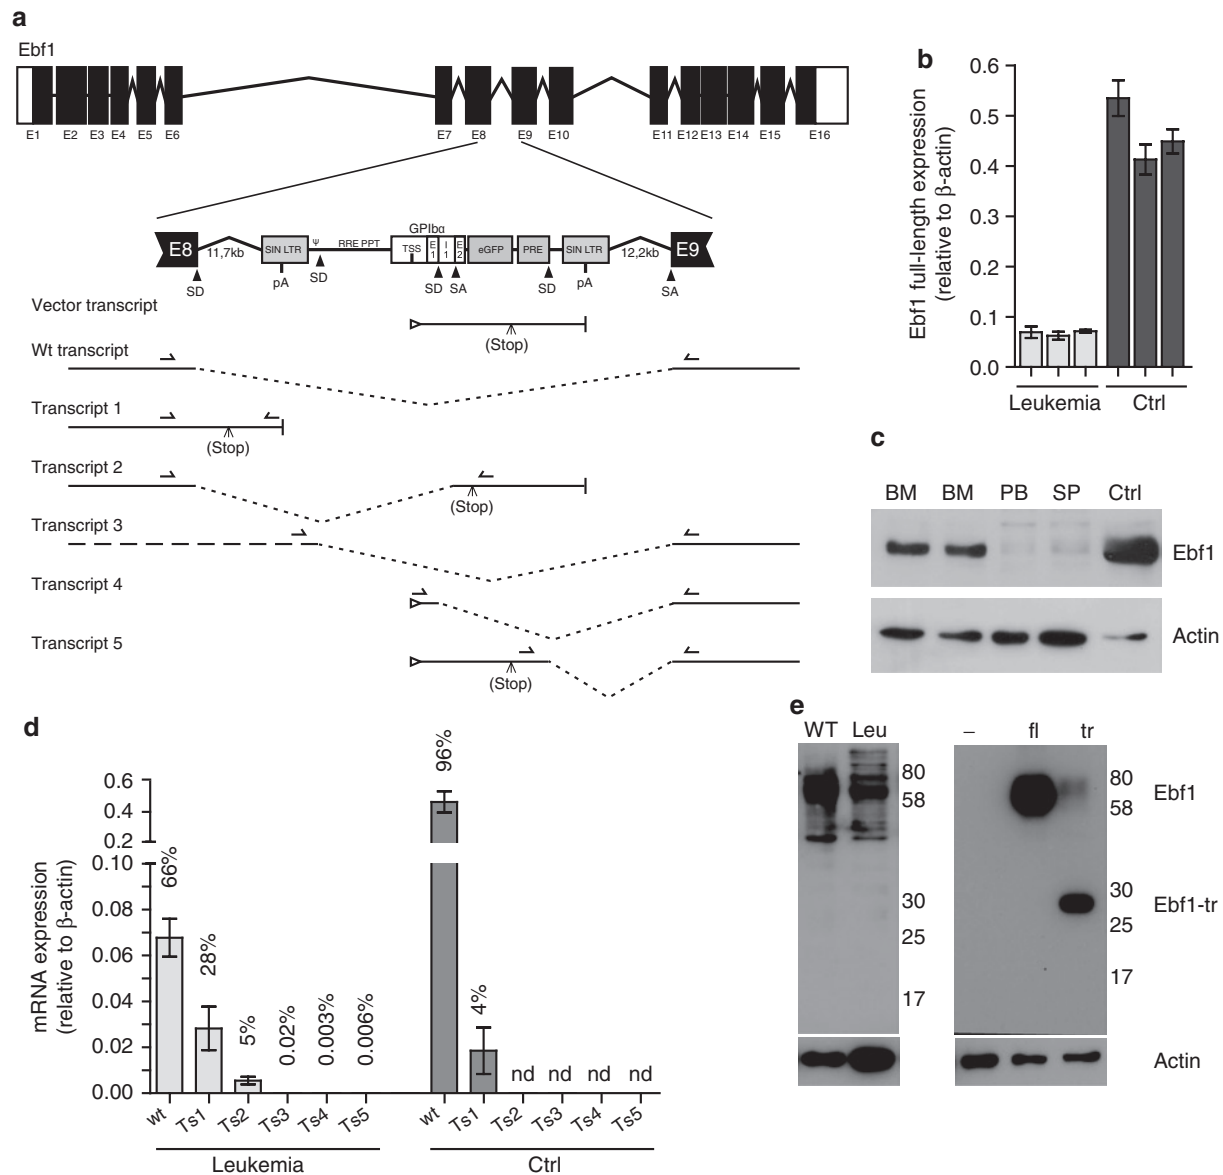 a
Ebf1
E1 E2 E3 E4 E5 E6 E7 E8 E9 E10 E11 E12 E13 E14 E15 E16
GPIbα
E8 11,7kb SIN LTR Ψ RRE PPT TSS E1 I1 E2 eGFP PRE SIN LTR 12,2kb E9
SD pA SD SD SA SD pA SA
Vector transcript
(Stop)
Wt transcript
Transcript 1
(Stop)
Transcript 2
(Stop)
Transcript 3
Transcript 4
Transcript 5
(Stop)
b
Ebf1 full-length expression
(relative to β-actin)
0.6
0.5
0.4
0.3
0.2
0.1
0.0
Leukemia Ctrl
c
BM BM PB SP Ctrl
Ebf1
Actin
d
mRNA expression
(relative to β-actin)
0.6
0.4
0.2
0.10
0.08
0.06
0.04
0.02
0.00
66% 28% 5% 0.02% 0.003% 0.006% 96% 4% nd nd nd nd
wt Ts1 Ts2 Ts3 Ts4 Ts5 wt Ts1 Ts2 Ts3 Ts4 Ts5
Leukemia Ctrl
e
WT Leu
80
58
30
25
17
– fl tr
80
58
30
25
17
Ebf1
Ebf1-tr
Actin